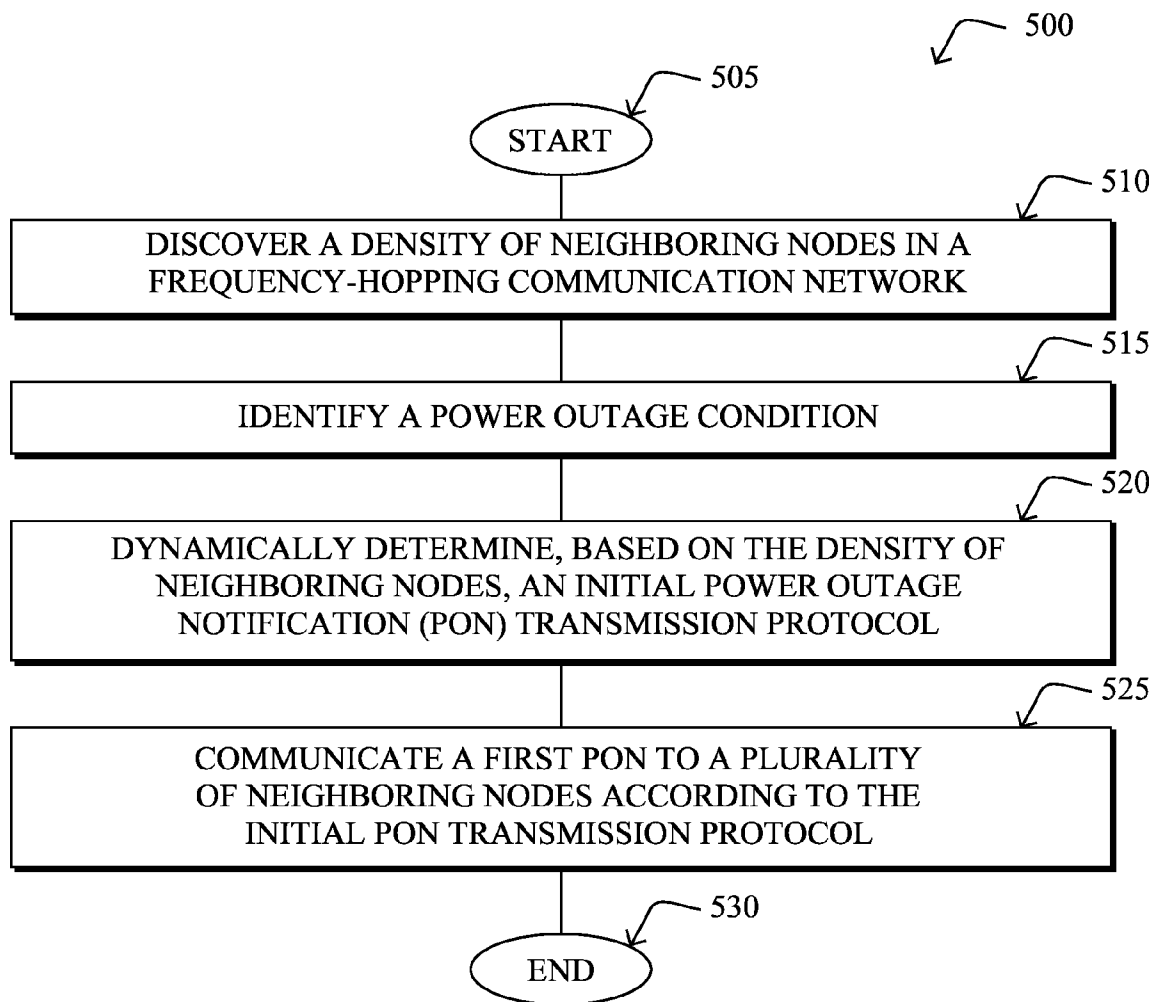 500
505
START
510
DISCOVER A DENSITY OF NEIGHBORING NODES IN A
FREQUENCY-HOPPING COMMUNICATION NETWORK
515
IDENTIFY A POWER OUTAGE CONDITION
520
DYNAMICALLY DETERMINE, BASED ON THE DENSITY OF
NEIGHBORING NODES, AN INITIAL POWER OUTAGE
NOTIFICATION (PON) TRANSMISSION PROTOCOL
525
COMMUNICATE A FIRST PON TO A PLURALITY
OF NEIGHBORING NODES ACCORDING TO THE
INITIAL PON TRANSMISSION PROTOCOL
530
END